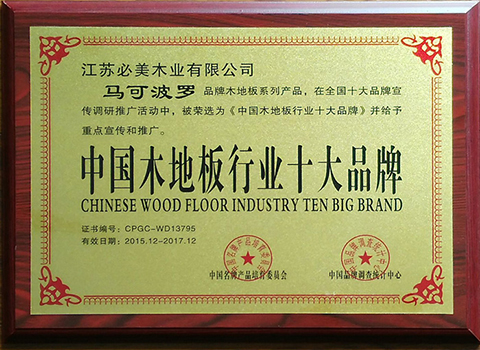 江苏必美木业有限公司
马可波罗 品牌木地板系列产品，在全国十大品牌宣
传调研推广活动中，被荣选为《中国木地板行业十大品牌》并给予
重点宣传和推广。
中国木地板行业十大品牌
CHINESE WOOD FLOOR INDUSTRY TEN BIG BRAND
证书编号：CPGC-WD13795
有效日期：2015.12-2017.12
中国名牌产品培育委员会
中国品牌调查统计中心